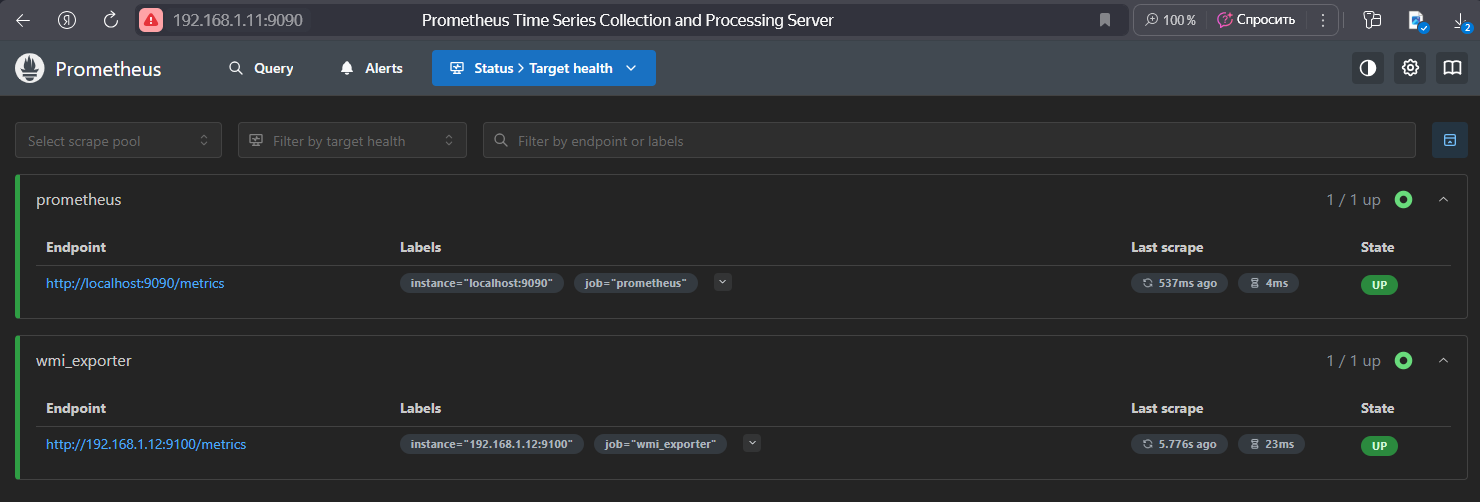 192.168.1.11:9090 Prometheus Time Series Collection and Processing Server 100 % Спросить 2
Prometheus Query Alerts Status > Target health
Select scrape pool Filter by target health Filter by endpoint or labels
prometheus 1 / 1 up
Endpoint Labels Last scrape State
http://localhost:9090/metrics instance="localhost:9090" job="prometheus" 537ms ago 4ms UP
wmi_exporter 1 / 1 up
Endpoint Labels Last scrape State
http://192.168.1.12:9100/metrics instance="192.168.1.12:9100" job="wmi_exporter" 5.776s ago 23ms UP